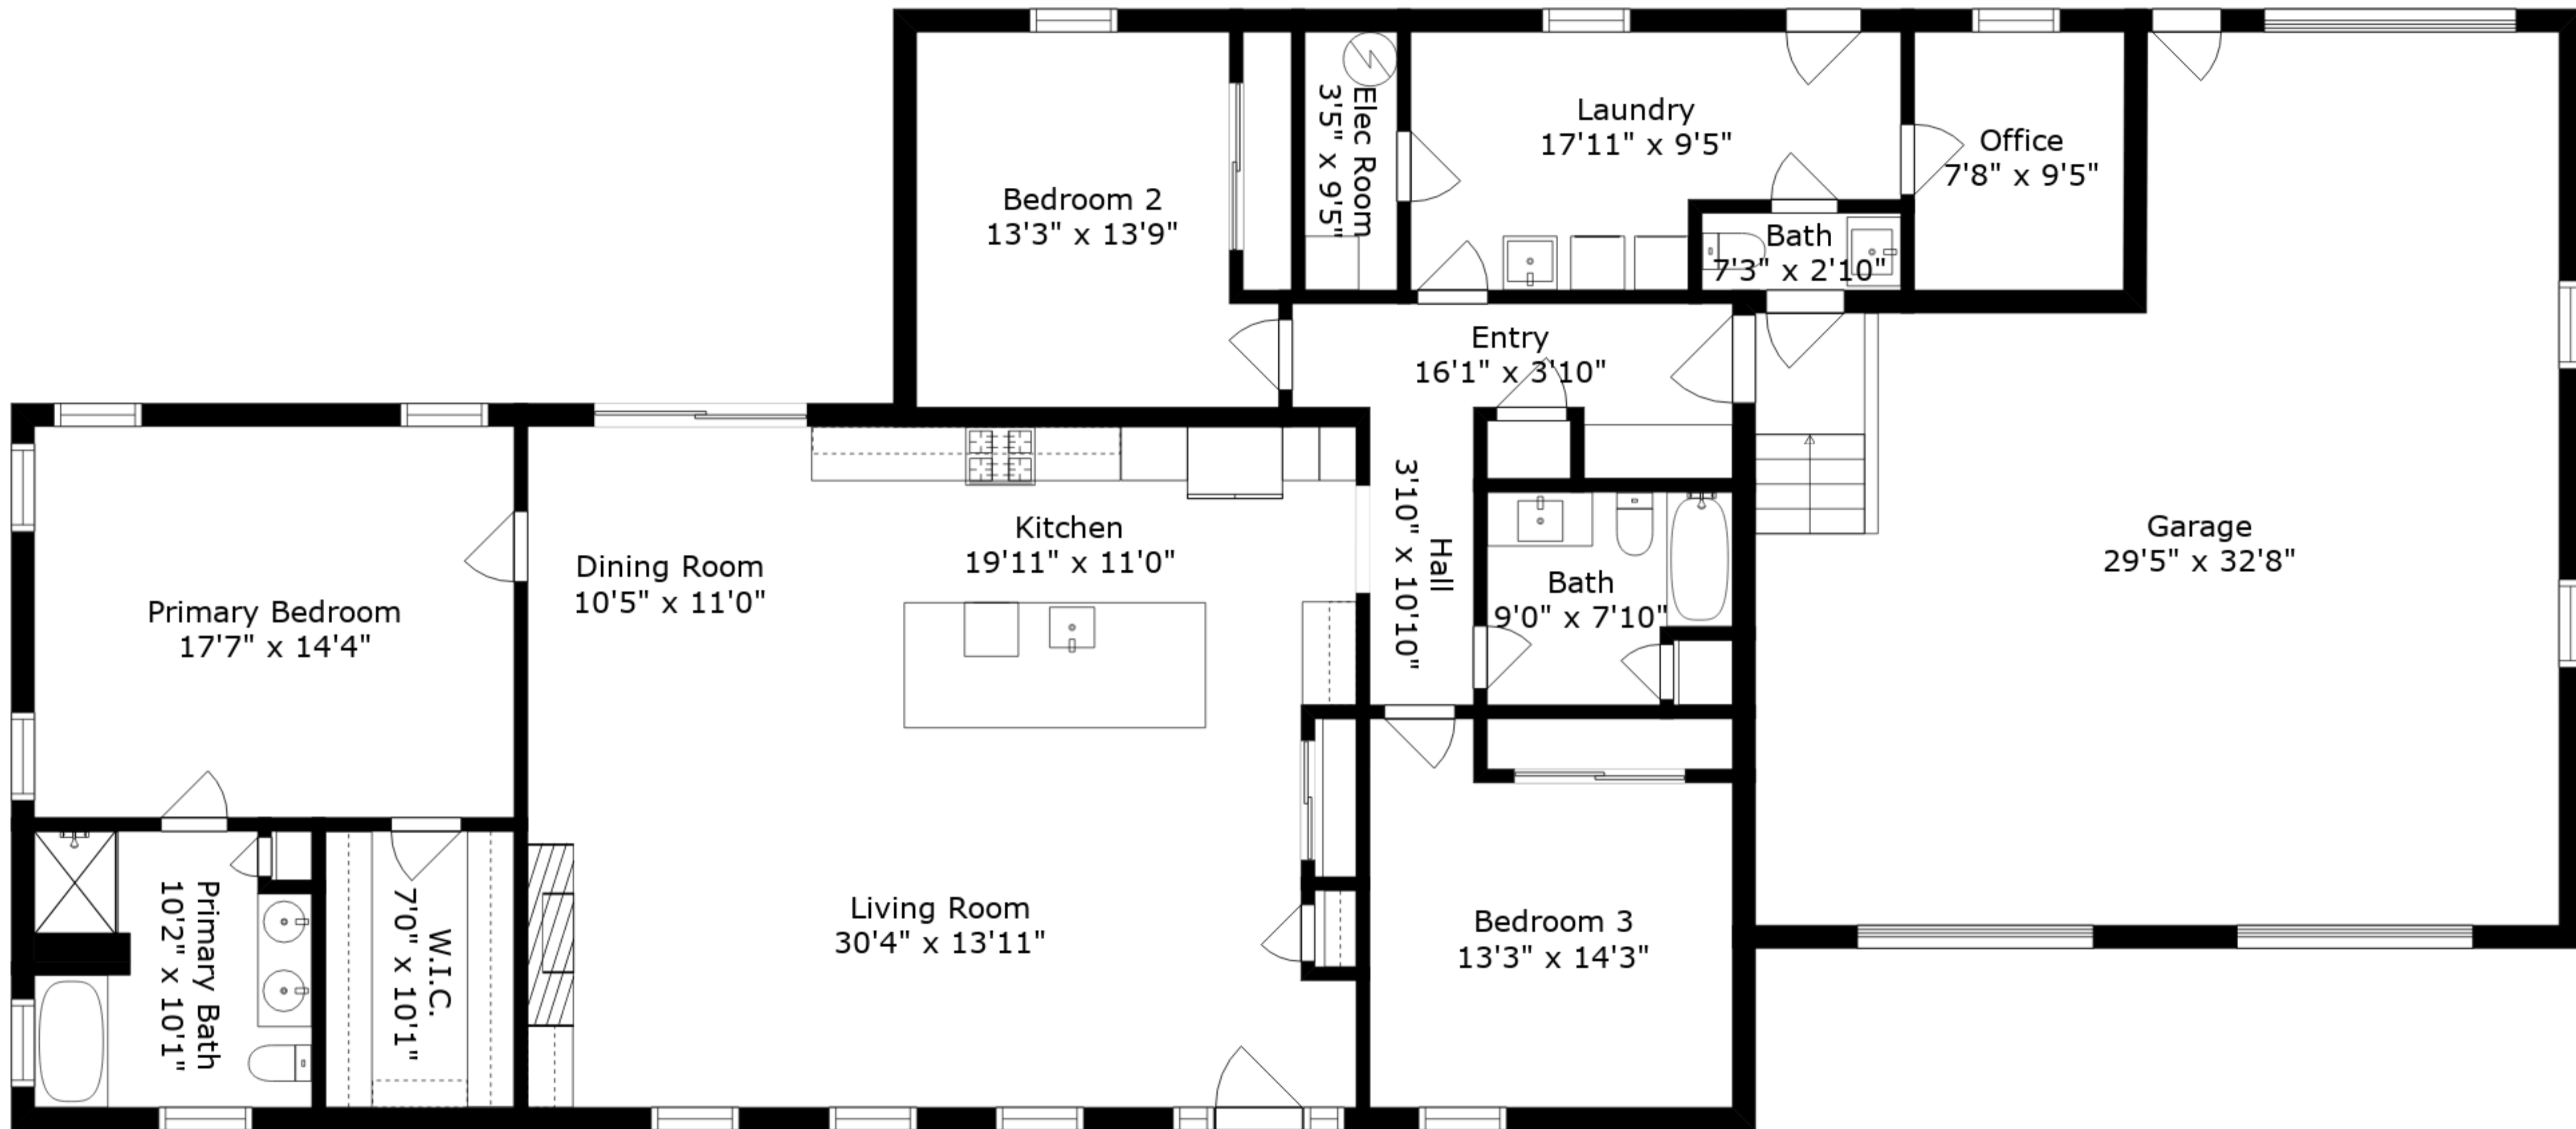 Elec Room
3'5" x 9'5"
Laundry
17'11" x 9'5"
Office
7'8" x 9'5"
Bedroom 2
13'3" x 13'9"
Bath
7'3" x 2'10"
Entry
16'1" x 3'10"
Kitchen
19'11" x 11'0"
Dining Room
10'5" x 11'0"
Hall
3'10" x 10'10"
Bath
9'0" x 7'10"
Garage
29'5" x 32'8"
Primary Bedroom
17'7" x 14'4"
Primary Bath
10'2" x 10'1"
W.I.C.
7'0" x 10'1"
Living Room
30'4" x 13'11"
Bedroom 3
13'3" x 14'3"